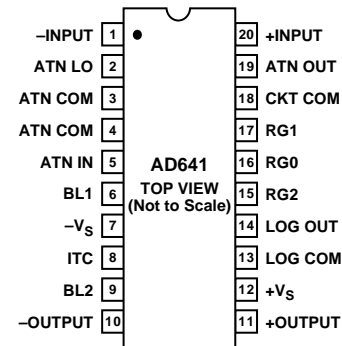 –INPUT 1 20 +INPUT
ATN LO 2 19 ATN OUT
ATN COM 3 18 CKT COM
ATN COM 4 17 RG1
ATN IN 5 16 RG0
BL1 6 15 RG2
–VS 7 14 LOG OUT
ITC 8 13 LOG COM
BL2 9 12 +VS
–OUTPUT 10 11 +OUTPUT
AD641
TOP VIEW
(Not to Scale)